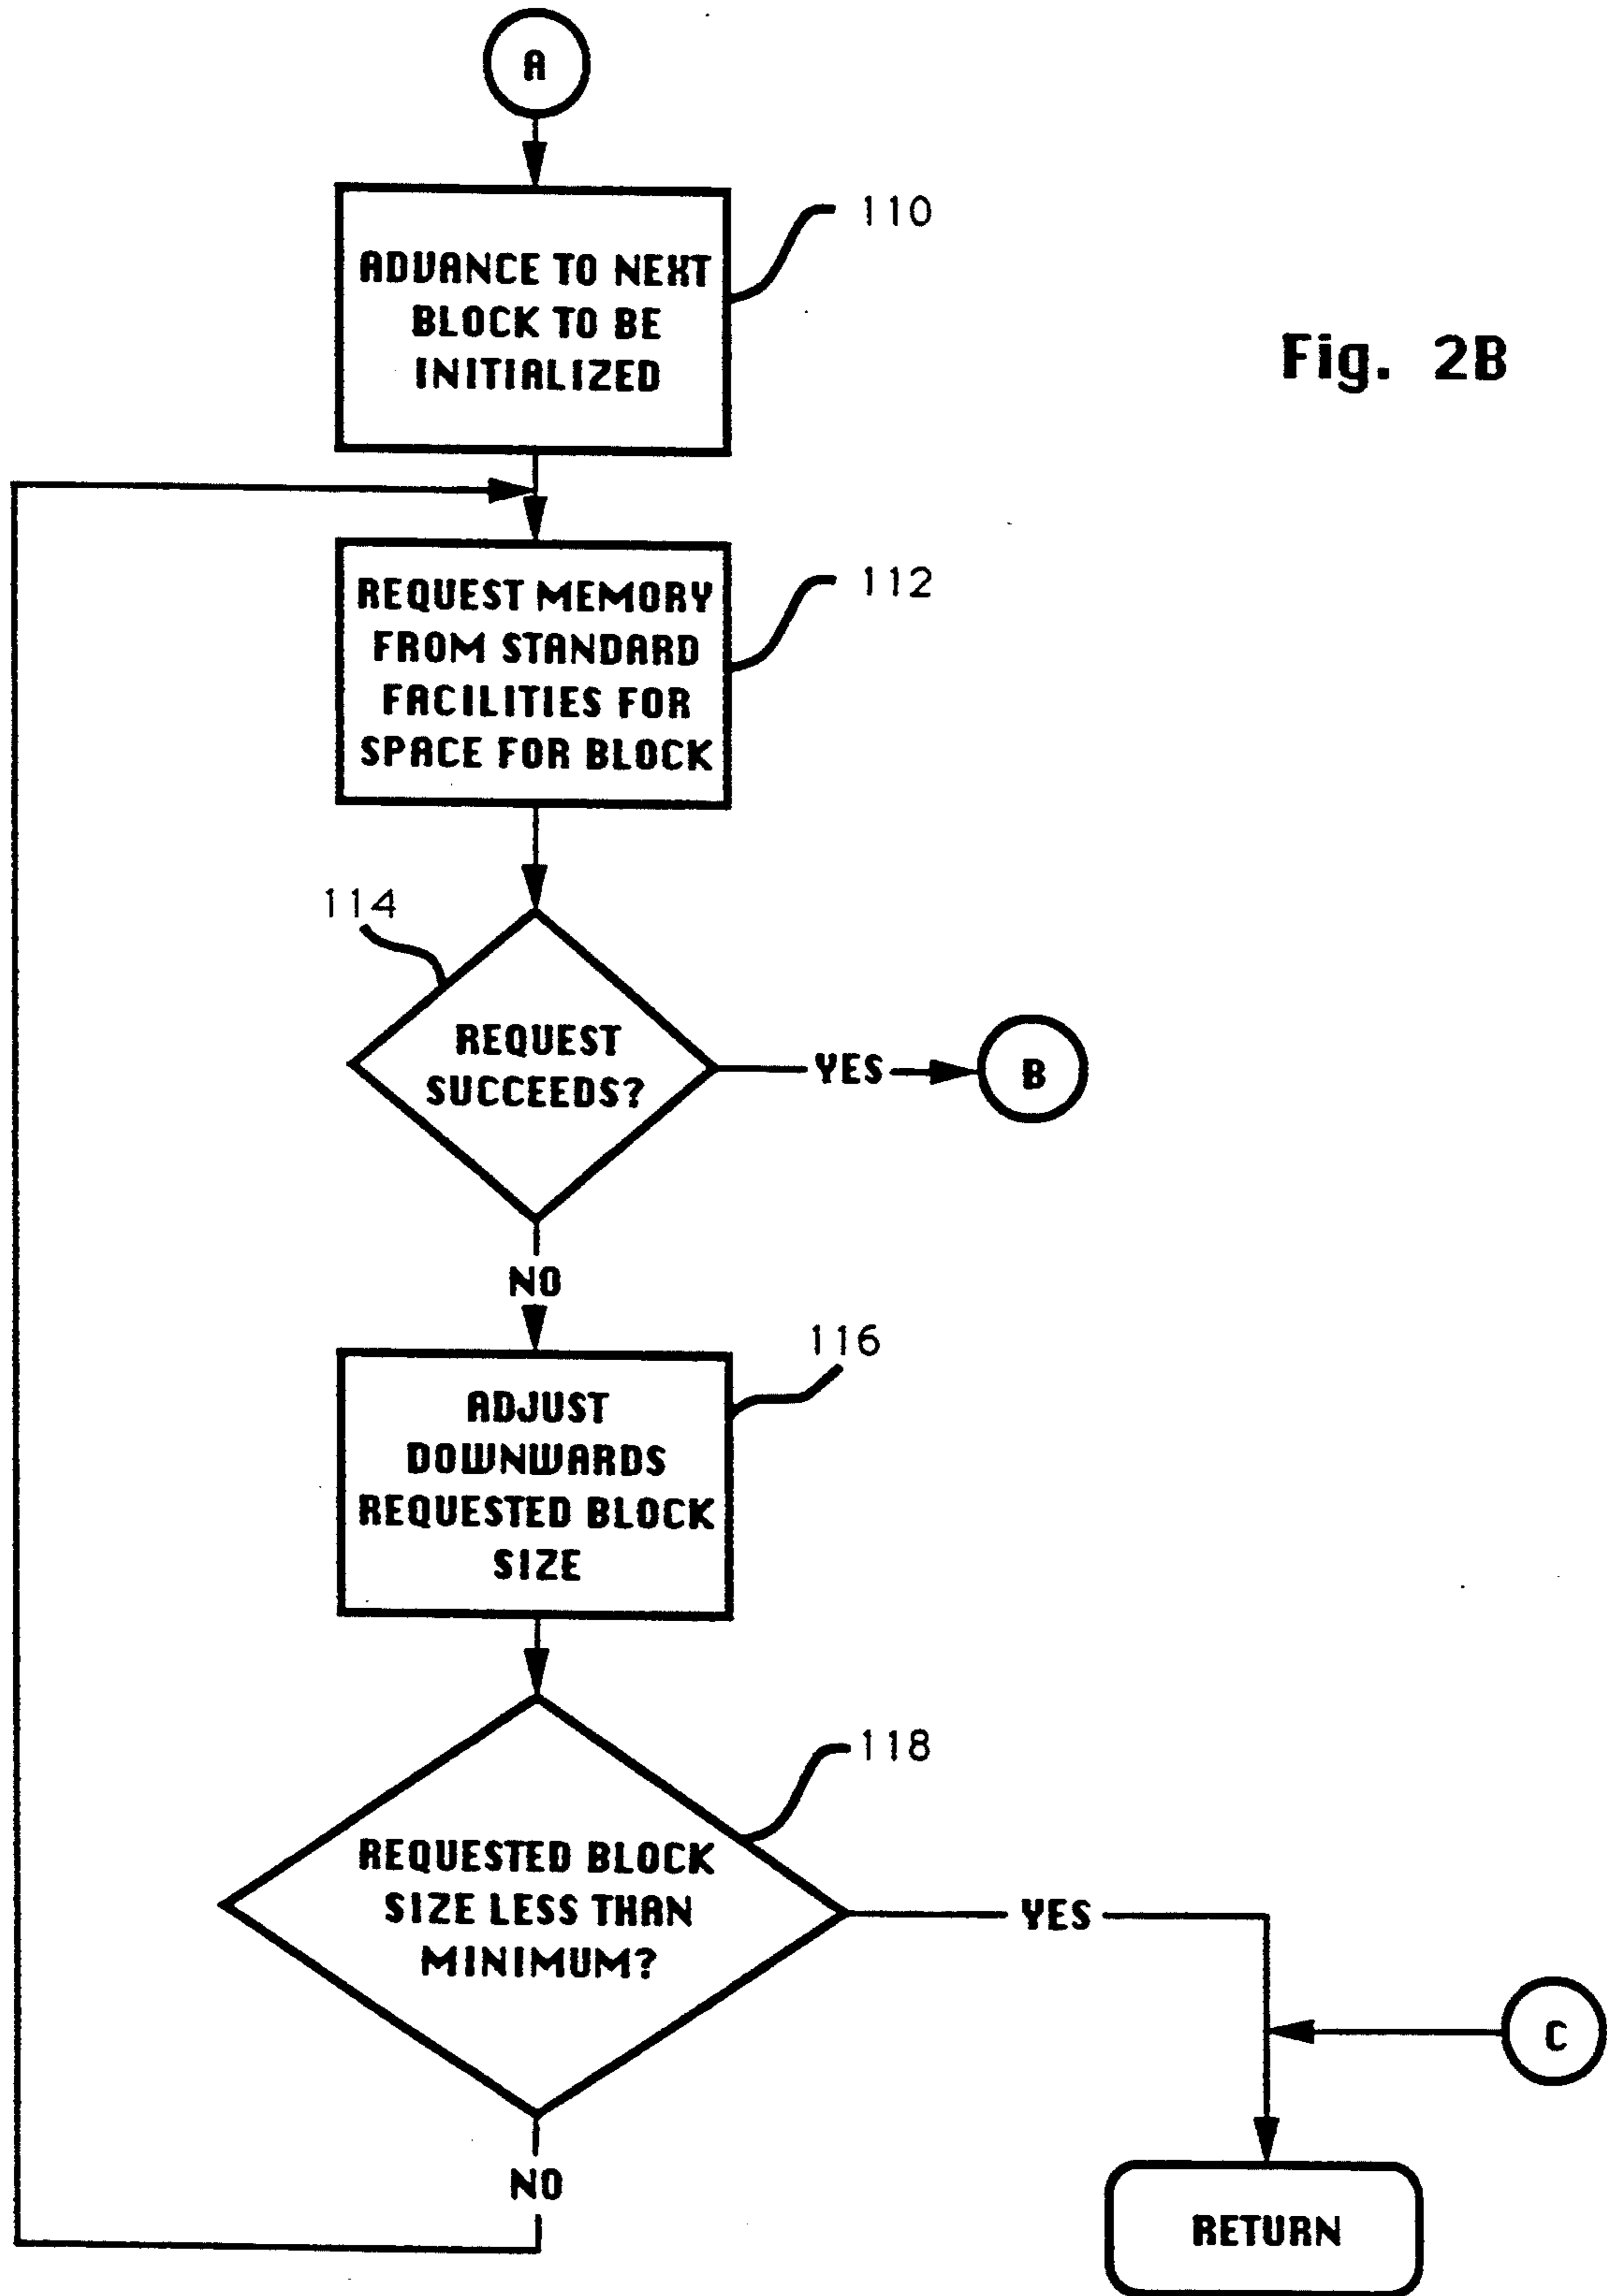 A
110
ADVANCE TO NEXT
BLOCK TO BE
INITIALIZED
Fig. 2B
112
REQUEST MEMORY
FROM STANDARD
FACILITIES FOR
SPACE FOR BLOCK
114
REQUEST
SUCCEEDS?
YES
B
NO
116
ADJUST
DOWNWARDS
REQUESTED BLOCK
SIZE
118
REQUESTED BLOCK
SIZE LESS THAN
MINIMUM?
YES
C
NO
RETURN